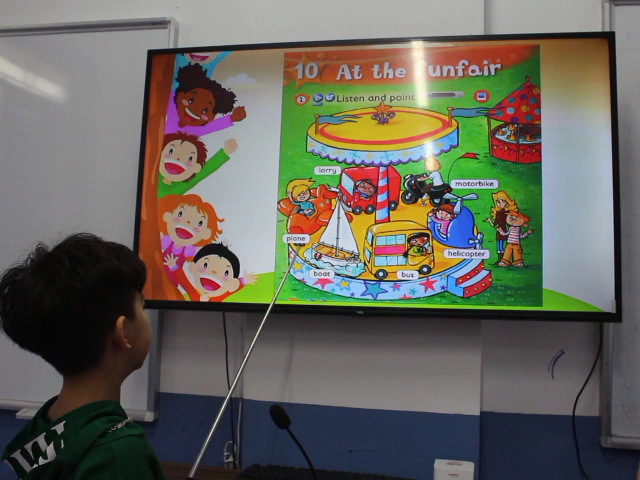 10 At the Funfair
1 Listen and point
lorry
motorbike
plane
helicopter
boat
bus